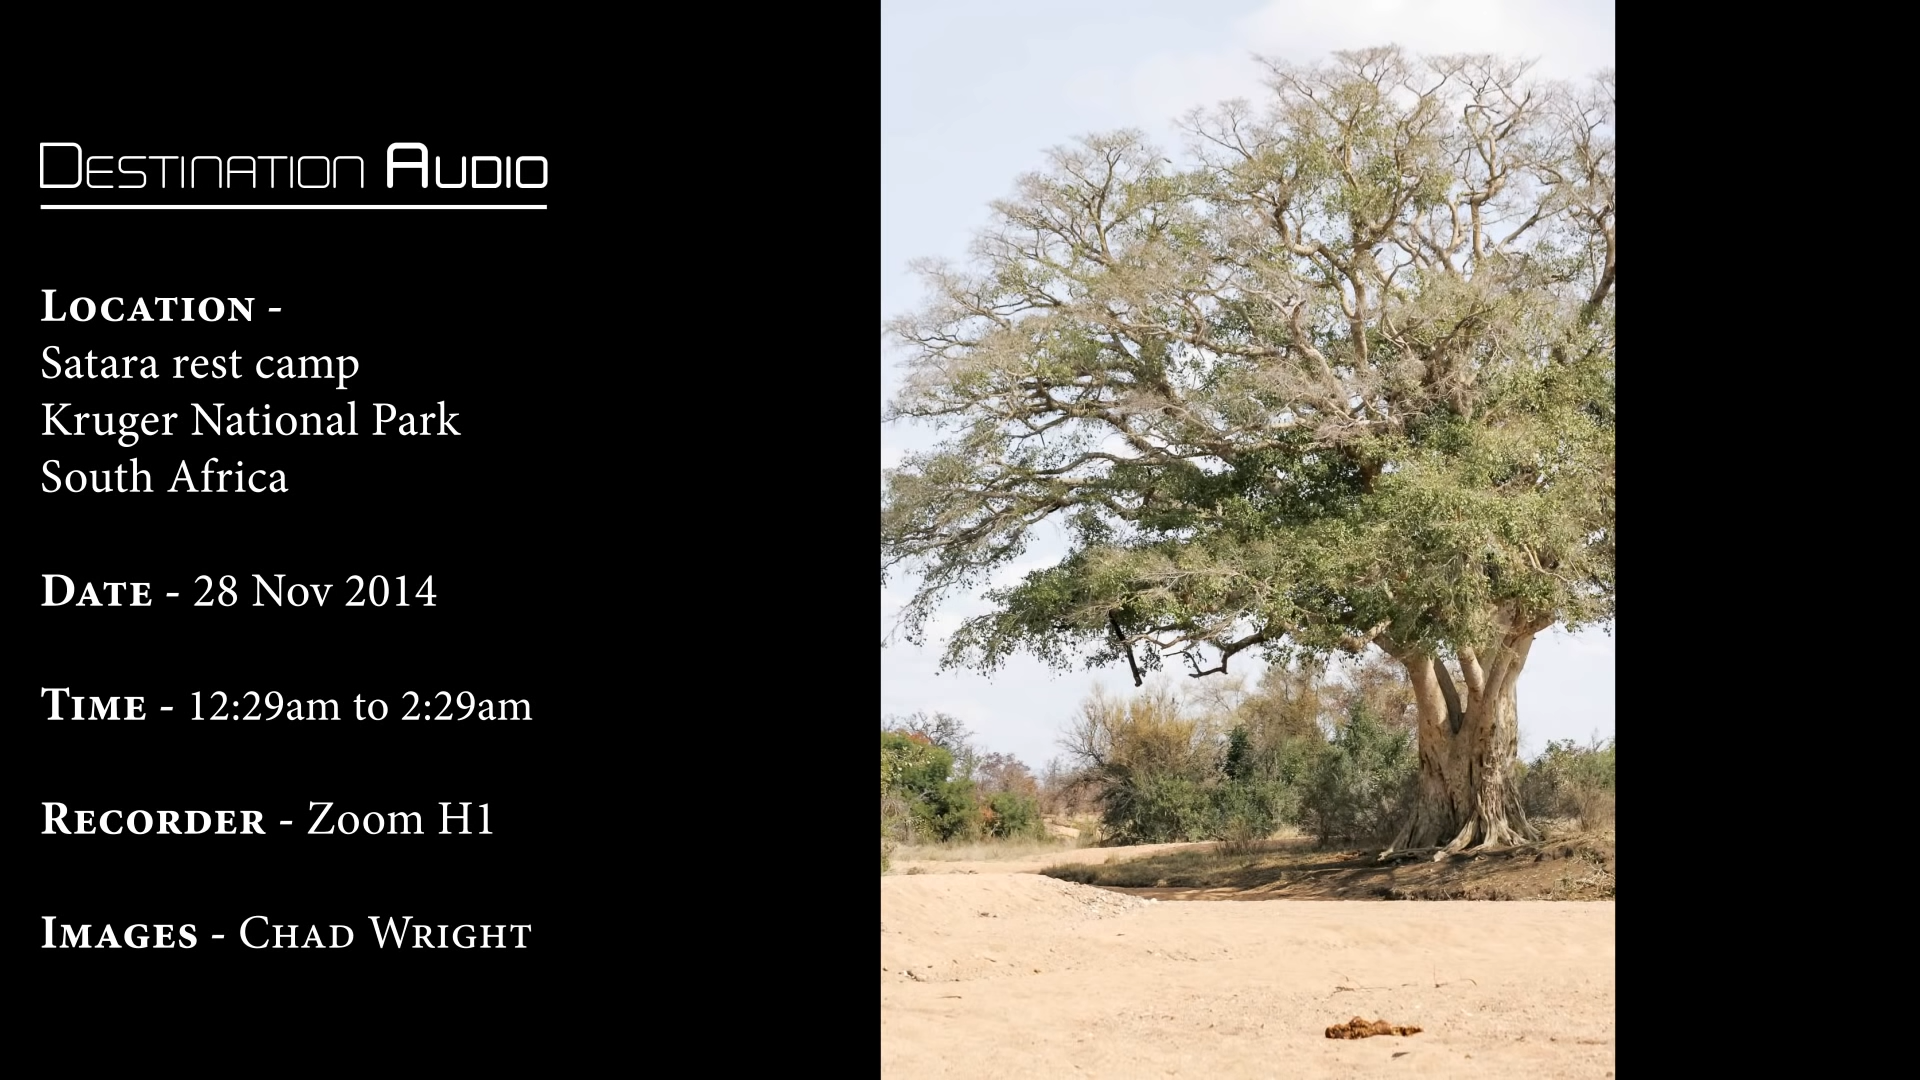 Destination Audio
Location -
Satara rest camp
Kruger National Park
South Africa
Date - 28 Nov 2014
Time - 12:29am to 2:29am
Recorder - Zoom H1
Images - Chad Wright